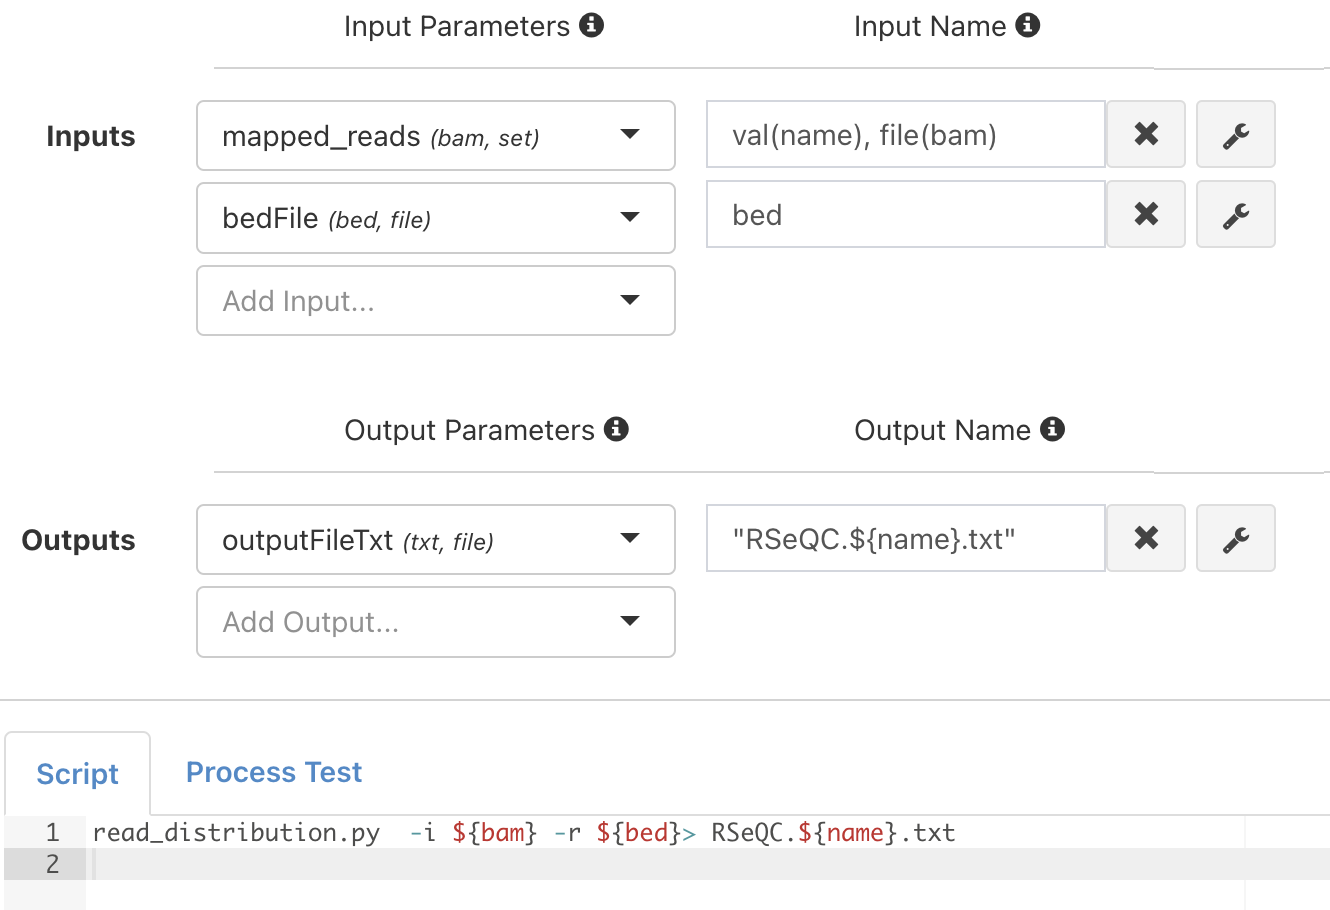 Input Parameters Input Name
Inputs mapped_reads (bam, set) val(name), file(bam)
bedFile (bed, file) bed
Add Input...
Output Parameters Output Name
Outputs outputFileTxt (txt, file) "RSeQC.${name}.txt"
Add Output...
Script Process Test
1 read_distribution.py  -i ${bam} -r ${bed}> RSeQC.${name}.txt
2